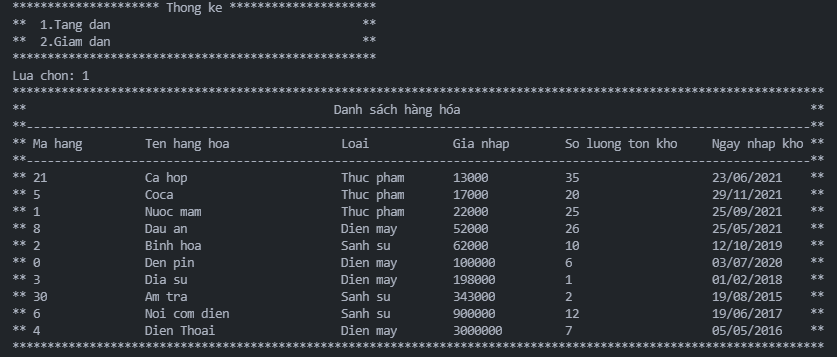 ********************* Thong ke *********************
**  1.Tang dan                                    **
**  2.Giam dan                                    **
****************************************************
Lua chon: 1
********************************************************************************************************************
**                                            Danh sách hàng hóa                                                  **
**----------------------------------------------------------------------------------------------------------------**
** Ma hang         Ten hang hoa                Loai            Gia nhap        So luong ton kho     Ngay nhap kho **
**----------------------------------------------------------------------------------------------------------------**
** 21              Ca hop                      Thuc pham       13000           35                   23/06/2021    **
** 5               Coca                        Thuc pham       17000           20                   29/11/2021    **
** 1               Nuoc mam                    Thuc pham       22000           25                   25/09/2021    **
** 8               Dau an                      Dien may        52000           26                   25/05/2021    **
** 2               Binh hoa                    Sanh su         62000           10                   12/10/2019    **
** 0               Den pin                     Dien may        100000          6                    03/07/2020    **
** 3               Dia su                      Dien may        198000          1                    01/02/2018    **
** 30              Am tra                      Sanh su         343000          2                    19/08/2015    **
** 6               Noi com dien                Sanh su         900000          12                   19/06/2017    **
** 4               Dien Thoai                  Dien may        3000000         7                    05/05/2016    **
********************************************************************************************************************